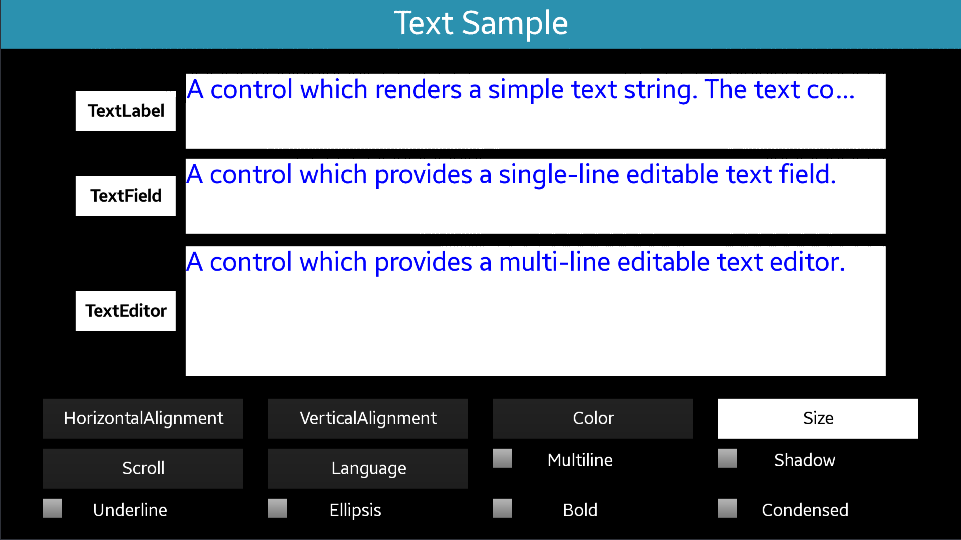 Text Sample
TextLabel
A control which renders a simple text string. The text co...
TextField
A control which provides a single-line editable text field.
TextEditor
A control which provides a multi-line editable text editor.
HorizontalAlignment
VerticalAlignment
Color
Size
Scroll
Language
Multiline
Shadow
Underline
Ellipsis
Bold
Condensed